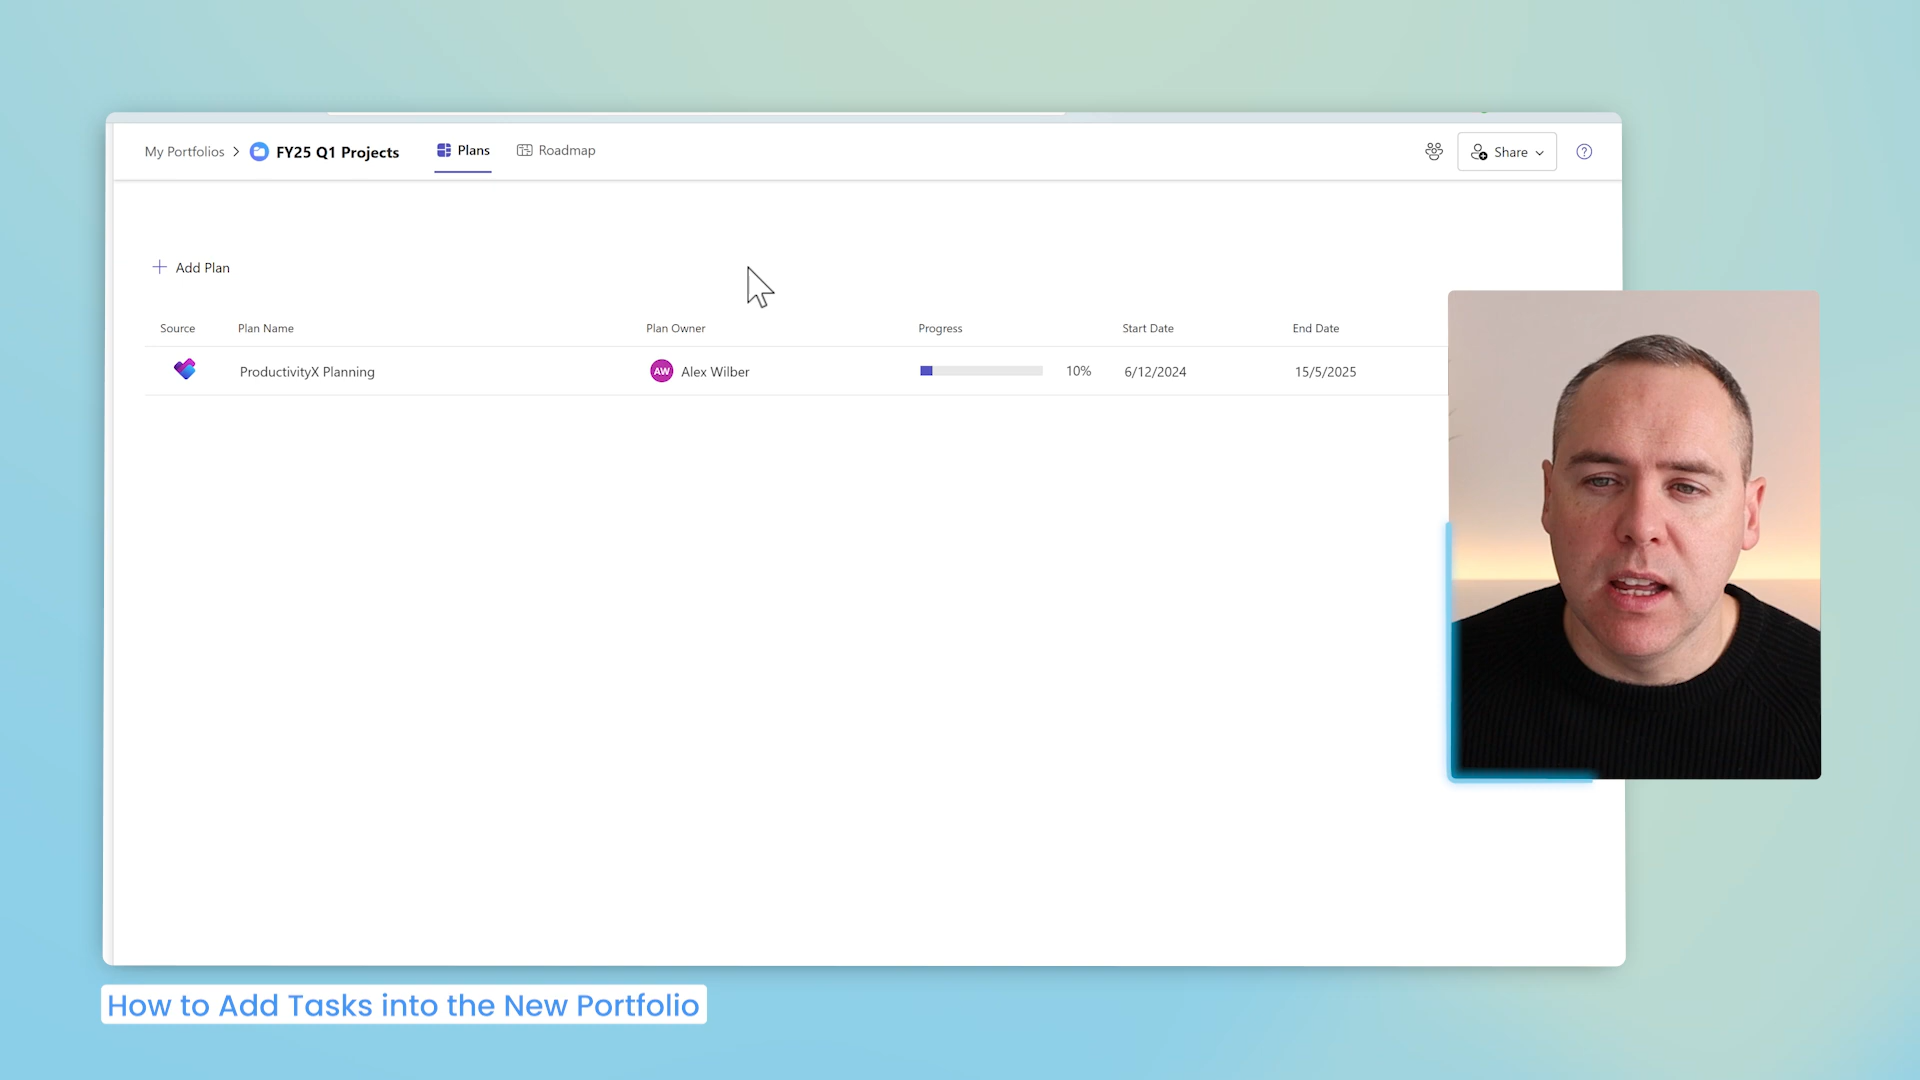 My Portfolios > FY25 Q1 Projects Plans Roadmap Share
Add Plan
Source Plan Name Plan Owner Progress Start Date End Date
ProductivityX Planning AW Alex Wilber 10% 6/12/2024 15/5/2025
How to Add Tasks into the New Portfolio